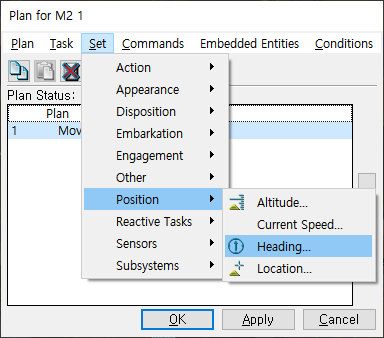 Plan for M2 1
Plan Task Set Commands Embedded Entities Conditions
Plan Status:
Plan
1 Mov
Action
Appearance
Disposition
Embarkation
Engagement
Other
Position
Reactive Tasks
Sensors
Subsystems
Altitude...
Current Speed...
Heading...
Location...
OK Apply Cancel